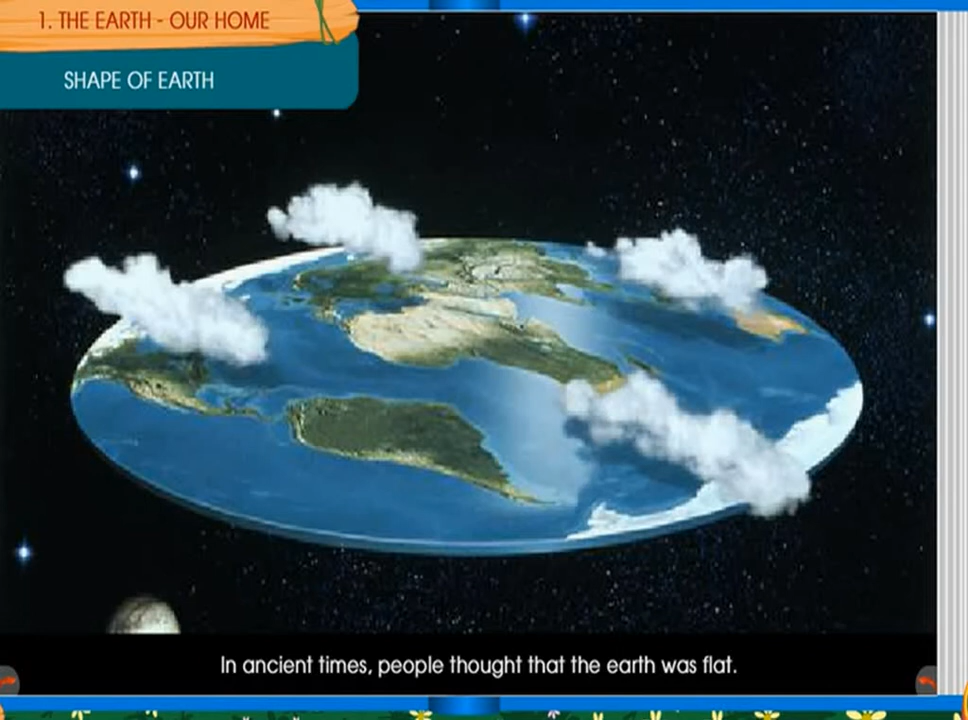 1. THE EARTH - OUR HOME
SHAPE OF EARTH
In ancient times, people thought that the earth was flat.